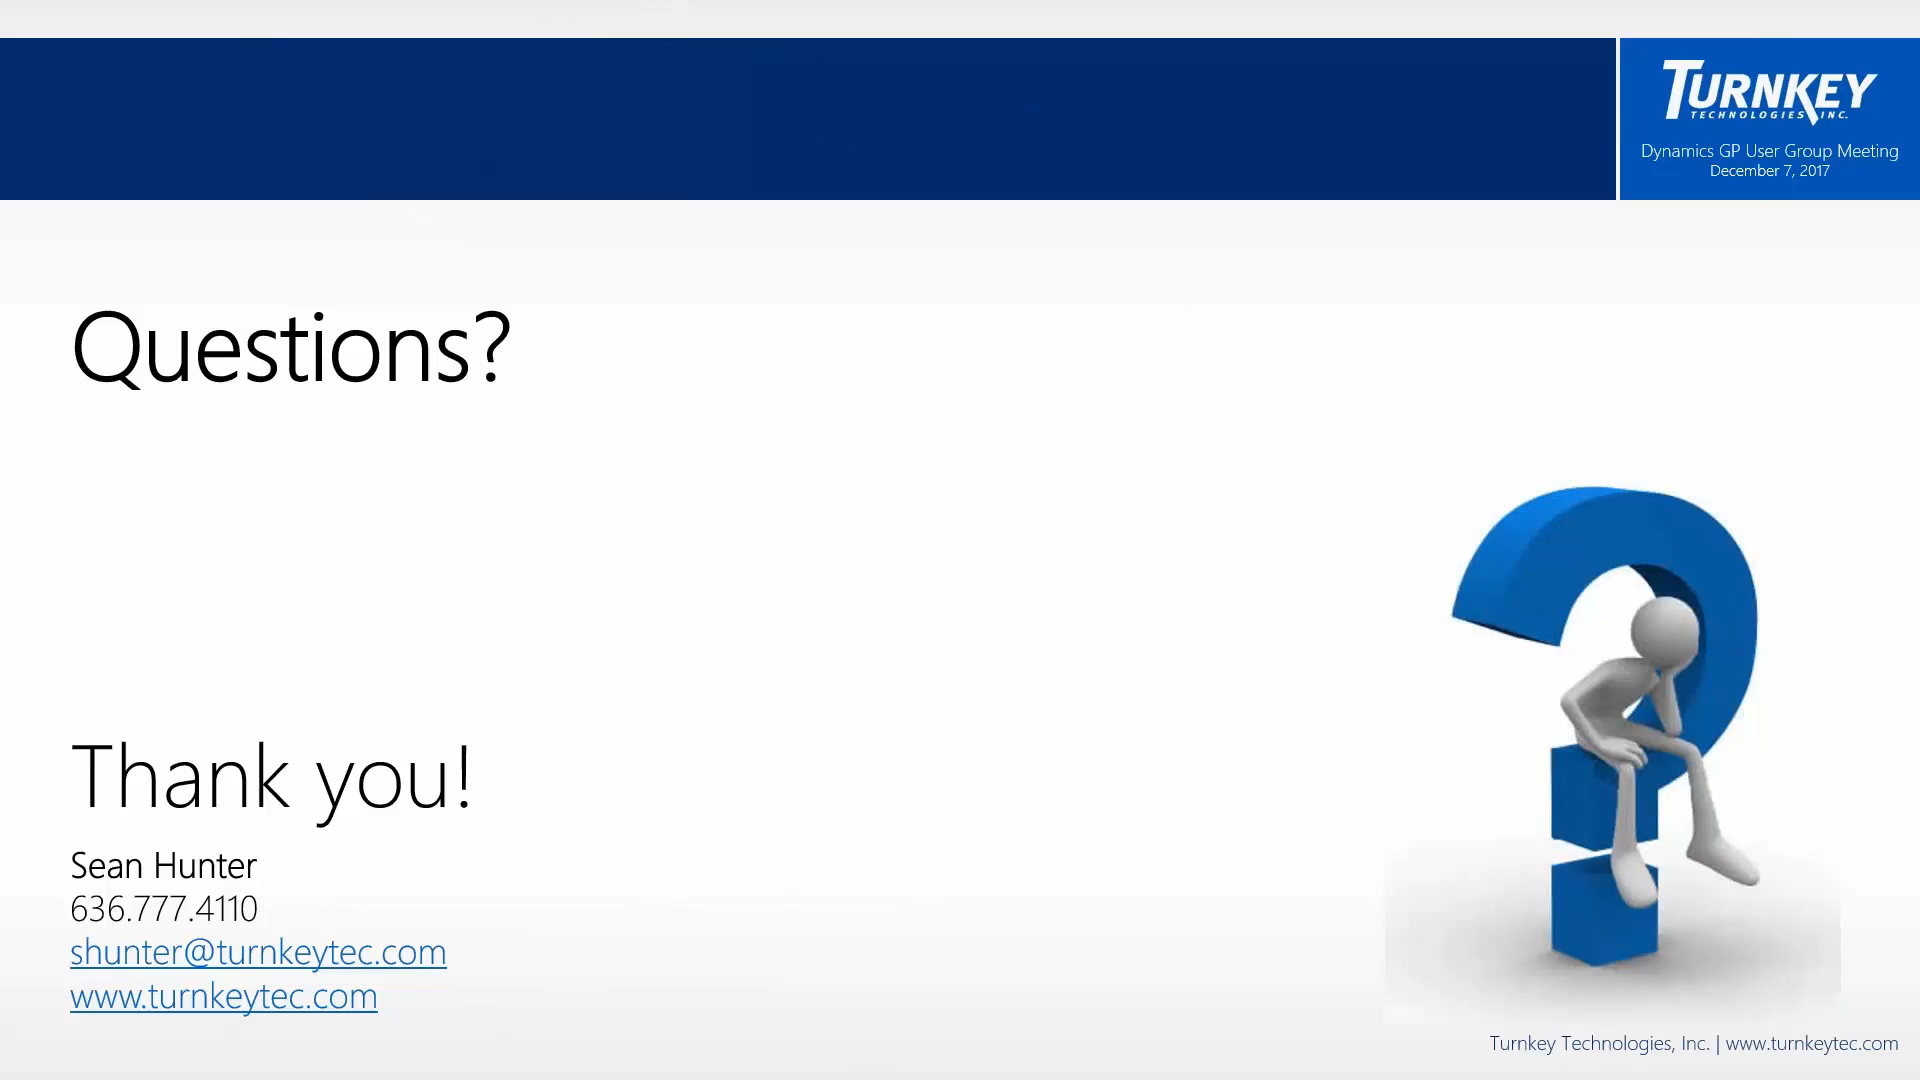 TURNKEY
TECHNOLOGIES, INC.
Dynamics GP User Group Meeting
December 7, 2017
Questions?
Thank you!
Sean Hunter
636.777.4110
shunter@turnkeytec.com
www.turnkeytec.com
Turnkey Technologies, Inc. | www.turnkeytec.com